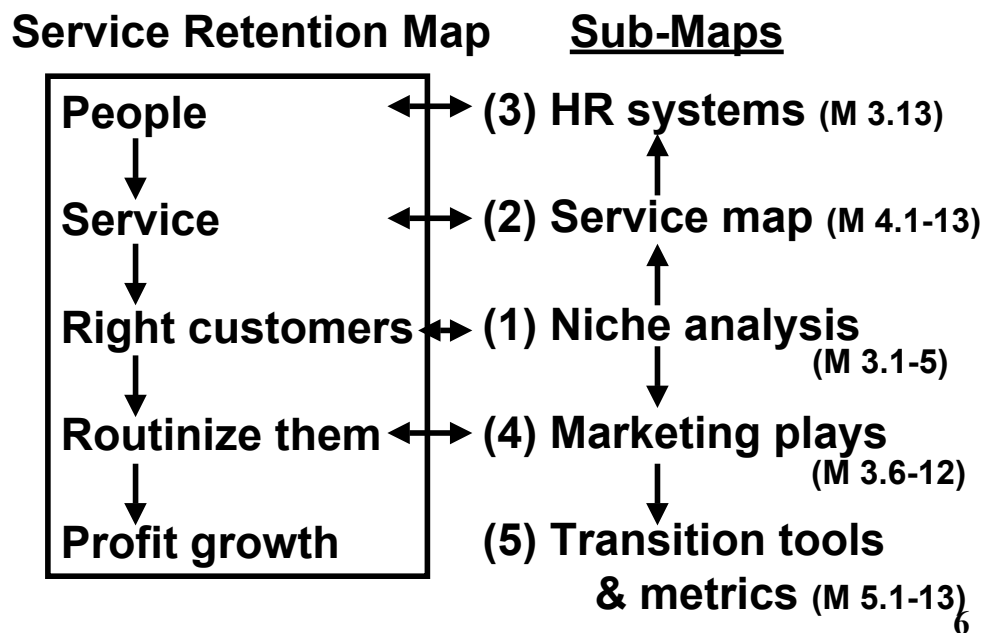 Service Retention Map Sub-Maps
People (3) HR systems (M 3.13)
Service (2) Service map (M 4.1-13)
Right customers (1) Niche analysis
(M 3.1-5)
Routinize them (4) Marketing plays
(M 3.6-12)
Profit growth (5) Transition tools
& metrics (M 5.1-13)
6